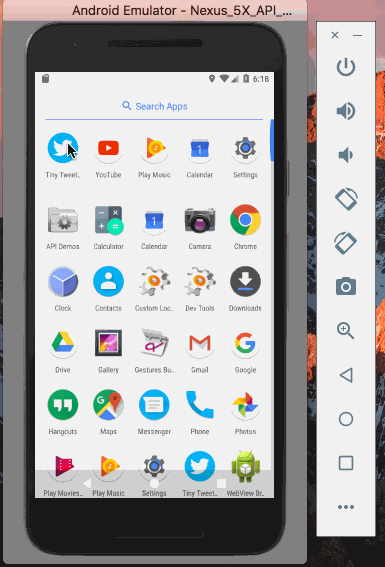 Android Emulator - Nexus_5X_API_...
6:18
Search Apps
Tiny Tweet.. YouTube Play Music Calendar Settings
API Demos Calculator Calendar Camera Chrome
Clock Contacts Custom Loc.. Dev Tools Downloads
Drive Gallery Gestures Bu.. Gmail Google
Hangouts Maps Messenger Phone Photos
Play Movies.. Play Music Settings Tiny Tweet.. WebView Br..